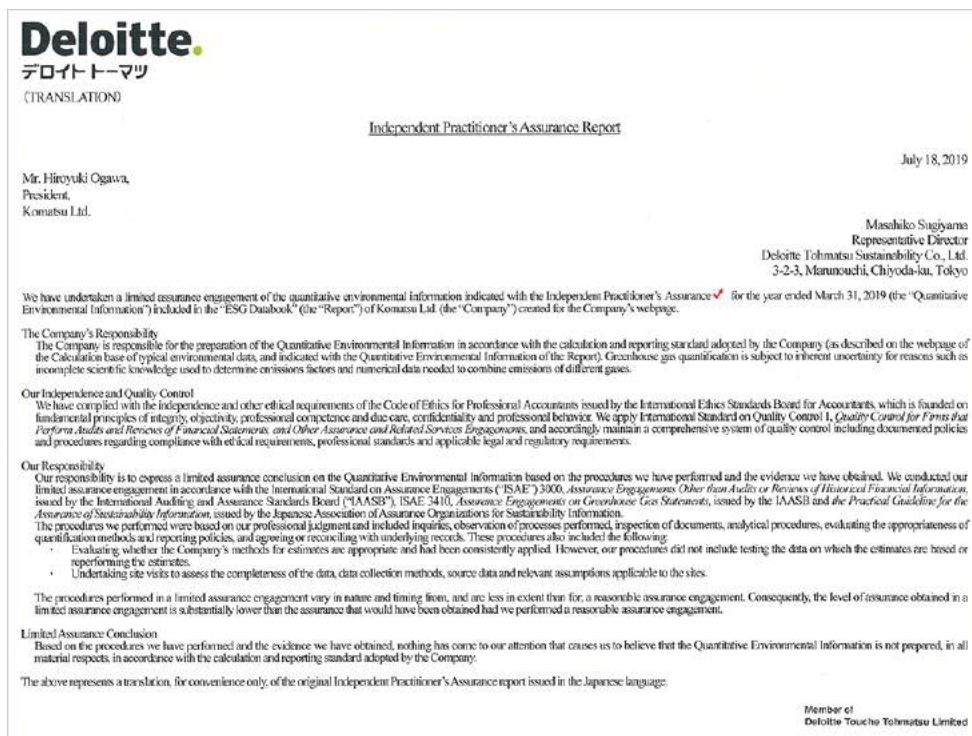 Deloitte.
デロイト トーマツ
(TRANSLATION)
Independent Practitioner's Assurance Report
July 18, 2019
Mr. Hiroyuki Ogawa,
President,
Komatsu Ltd.
Masahiko Sugiyama
Representative Director
Deloitte Tohmatsu Sustainability Co., Ltd.
3-2-3, Marunouchi, Chiyoda-ku, Tokyo
We have undertaken a limited assurance engagement of the quantitative environmental information indicated with the Independent Practitioner's Assurance ✓ for the year ended March 31, 2019 (the "Quantitative
Environmental Information") included in the "ESG Databook" (the "Report") of Komatsu Ltd. (the "Company") created for the Company's webpage.
The Company's Responsibility
The Company is responsible for the preparation of the Quantitative Environmental Information in accordance with the calculation and reporting standard adopted by the Company (as described on the webpage of
the Calculation base of typical environmental data, and indicated with the Quantitative Environmental Information of the Report). Greenhouse gas quantification is subject to inherent uncertainty for reasons such as
incomplete scientific knowledge used to determine emissions factors and numerical data needed to combine emissions of different gases.
Our Independence and Quality Control
We have complied with the independence and other ethical requirements of the Code of Ethics for Professional Accountants issued by the International Ethics Standards Board for Accountants, which is founded on
fundamental principles of integrity, objectivity, professional competence and due care, confidentiality and professional behavior. We apply International Standard on Quality Control 1, Quality Control for Firms that
Perform Audits and Reviews of Financial Statements, and Other Assurance and Related Services Engagements, and accordingly maintain a comprehensive system of quality control including documented policies
and procedures regarding compliance with ethical requirements, professional standards and applicable legal and regulatory requirements.
Our Responsibility
Our responsibility is to express a limited assurance conclusion on the Quantitative Environmental Information based on the procedures we have performed and the evidence we have obtained. We conducted our
limited assurance engagement in accordance with the International Standard on Assurance Engagements ("ISAE") 3000, Assurance Engagements Other than Audits or Reviews of Historical Financial Information,
issued by the International Auditing and Assurance Standards Board ("IAASB"), ISAE 3410, Assurance Engagements on Greenhouse Gas Statements, issued by the IAASB and the Practical Guideline for the
Assurance of Sustainability Information, issued by the Japanese Association of Assurance Organizations for Sustainability Information.
The procedures we performed were based on our professional judgment and included inquiries, observation of processes performed, inspection of documents, analytical procedures, evaluating the appropriateness of
quantification methods and reporting policies, and agreeing or reconciling with underlying records. These procedures also included the following:
・ Evaluating whether the Company's methods for estimates are appropriate and had been consistently applied. However, our procedures did not include testing the data on which the estimates are based or
reperforming the estimates.
・ Undertaking site visits to assess the completeness of the data, data collection methods, source data and relevant assumptions applicable to the sites.
The procedures performed in a limited assurance engagement vary in nature and timing from, and are less in extent than for, a reasonable assurance engagement. Consequently, the level of assurance obtained in a
limited assurance engagement is substantially lower than the assurance that would have been obtained had we performed a reasonable assurance engagement.
Limited Assurance Conclusion
Based on the procedures we have performed and the evidence we have obtained, nothing has come to our attention that causes us to believe that the Quantitative Environmental Information is not prepared, in all
material respects, in accordance with the calculation and reporting standard adopted by the Company.
The above represents a translation, for convenience only, of the original Independent Practitioner's Assurance report issued in the Japanese language.
Member of
Deloitte Touche Tohmatsu Limited